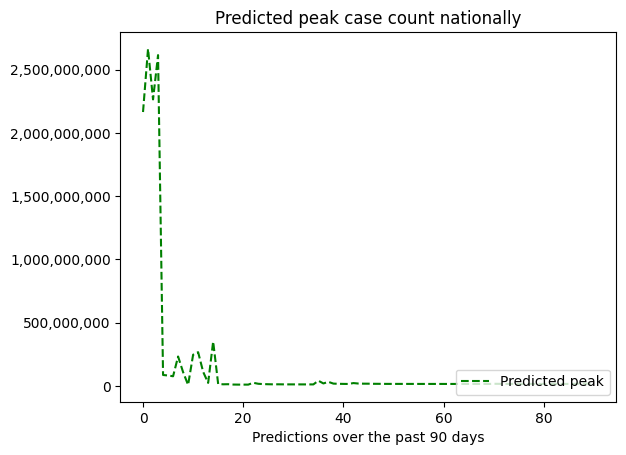 Predicted peak case count nationally
2,500,000,000
2,000,000,000
1,500,000,000
1,000,000,000
500,000,000
0
Predicted peak
0 20 40 60 80
Predictions over the past 90 days